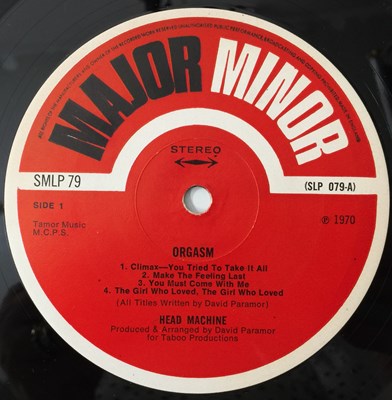 MAJOR MINOR
STEREO
SMLP 79
(SLP 079-A)
SIDE 1
Tamor Music
M.C.P.S.
℗ 1970
ORGASM
1. Climax—You Tried To Take It All
2. Make The Feeling Last
3. You Must Come With Me
4. The Girl Who Loved, The Girl Who Loved
(All Titles Written by David Paramor)
HEAD MACHINE
Produced & Arranged by David Paramor
for Taboo Productions